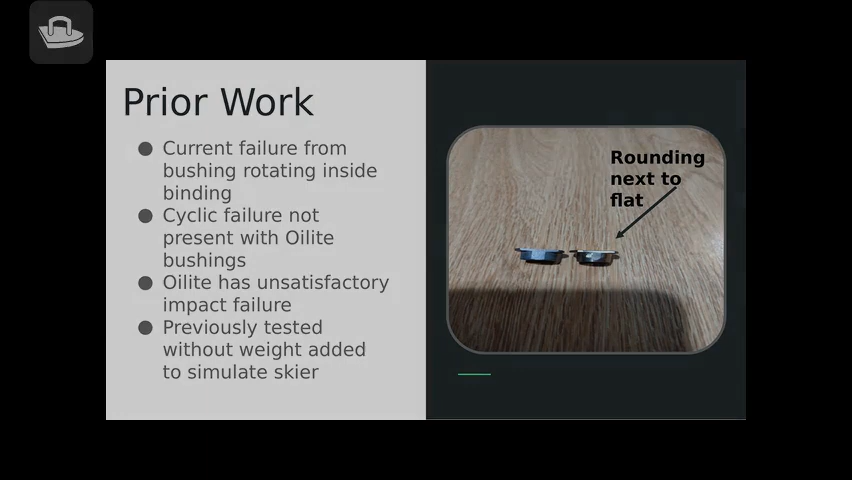 Prior Work
● Current failure from
bushing rotating inside
binding
● Cyclic failure not
present with Oilite
bushings
● Oilite has unsatisfactory
impact failure
● Previously tested
without weight added
to simulate skier
Rounding
next to
flat